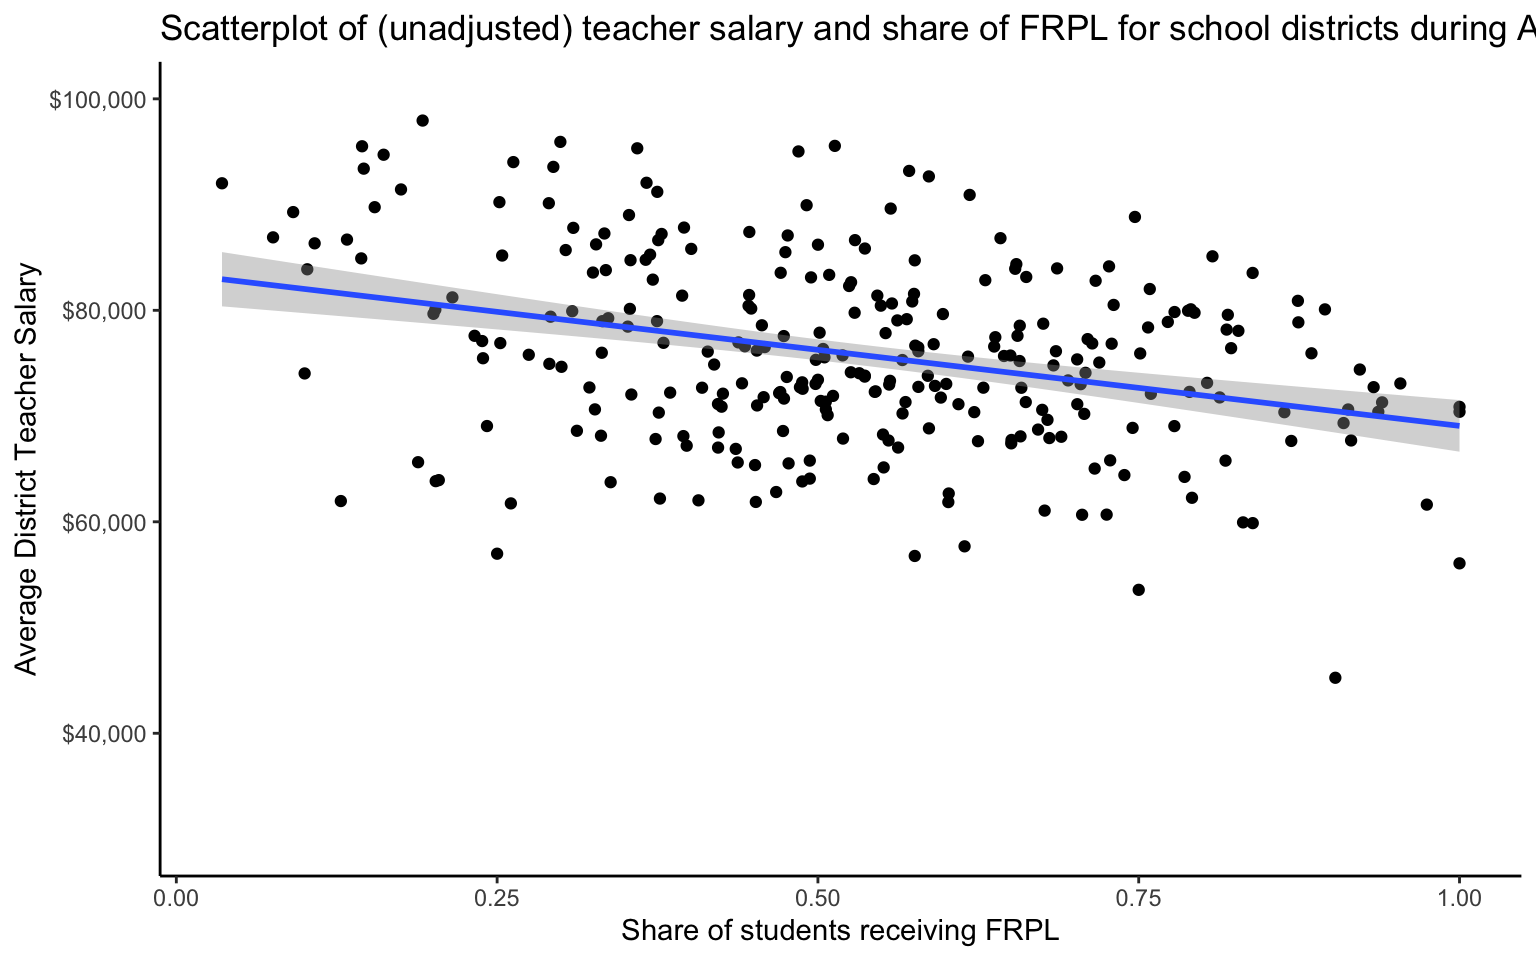 Scatterplot of (unadjusted) teacher salary and share of FRPL for school districts during
$100,000
$80,000
$60,000
$40,000
Average District Teacher Salary
0.00 0.25 0.50 0.75 1.00
Share of students receiving FRPL